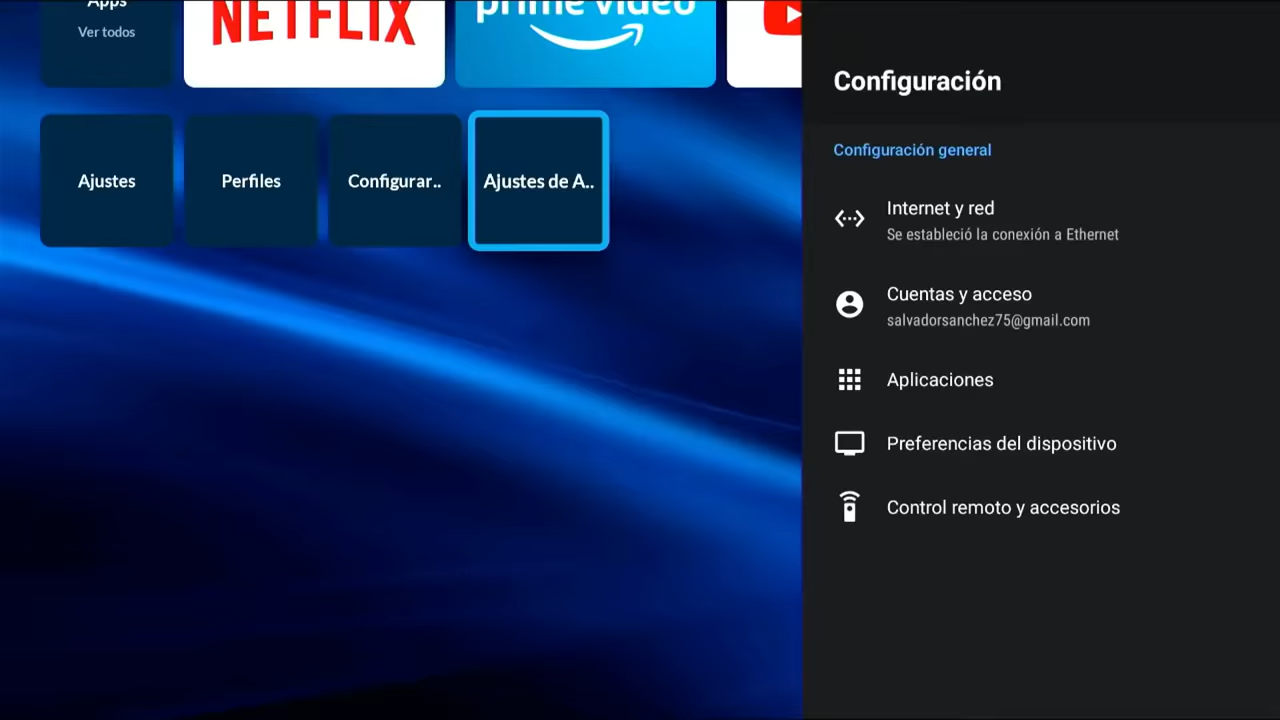 Apps
Ver todos
NETFLIX
prime video
Ajustes
Perfiles
Configurar..
Ajustes de A..
Configuración
Configuración general
Internet y red
Se estableció la conexión a Ethernet
Cuentas y acceso
salvadorsanchez75@gmail.com
Aplicaciones
Preferencias del dispositivo
Control remoto y accesorios